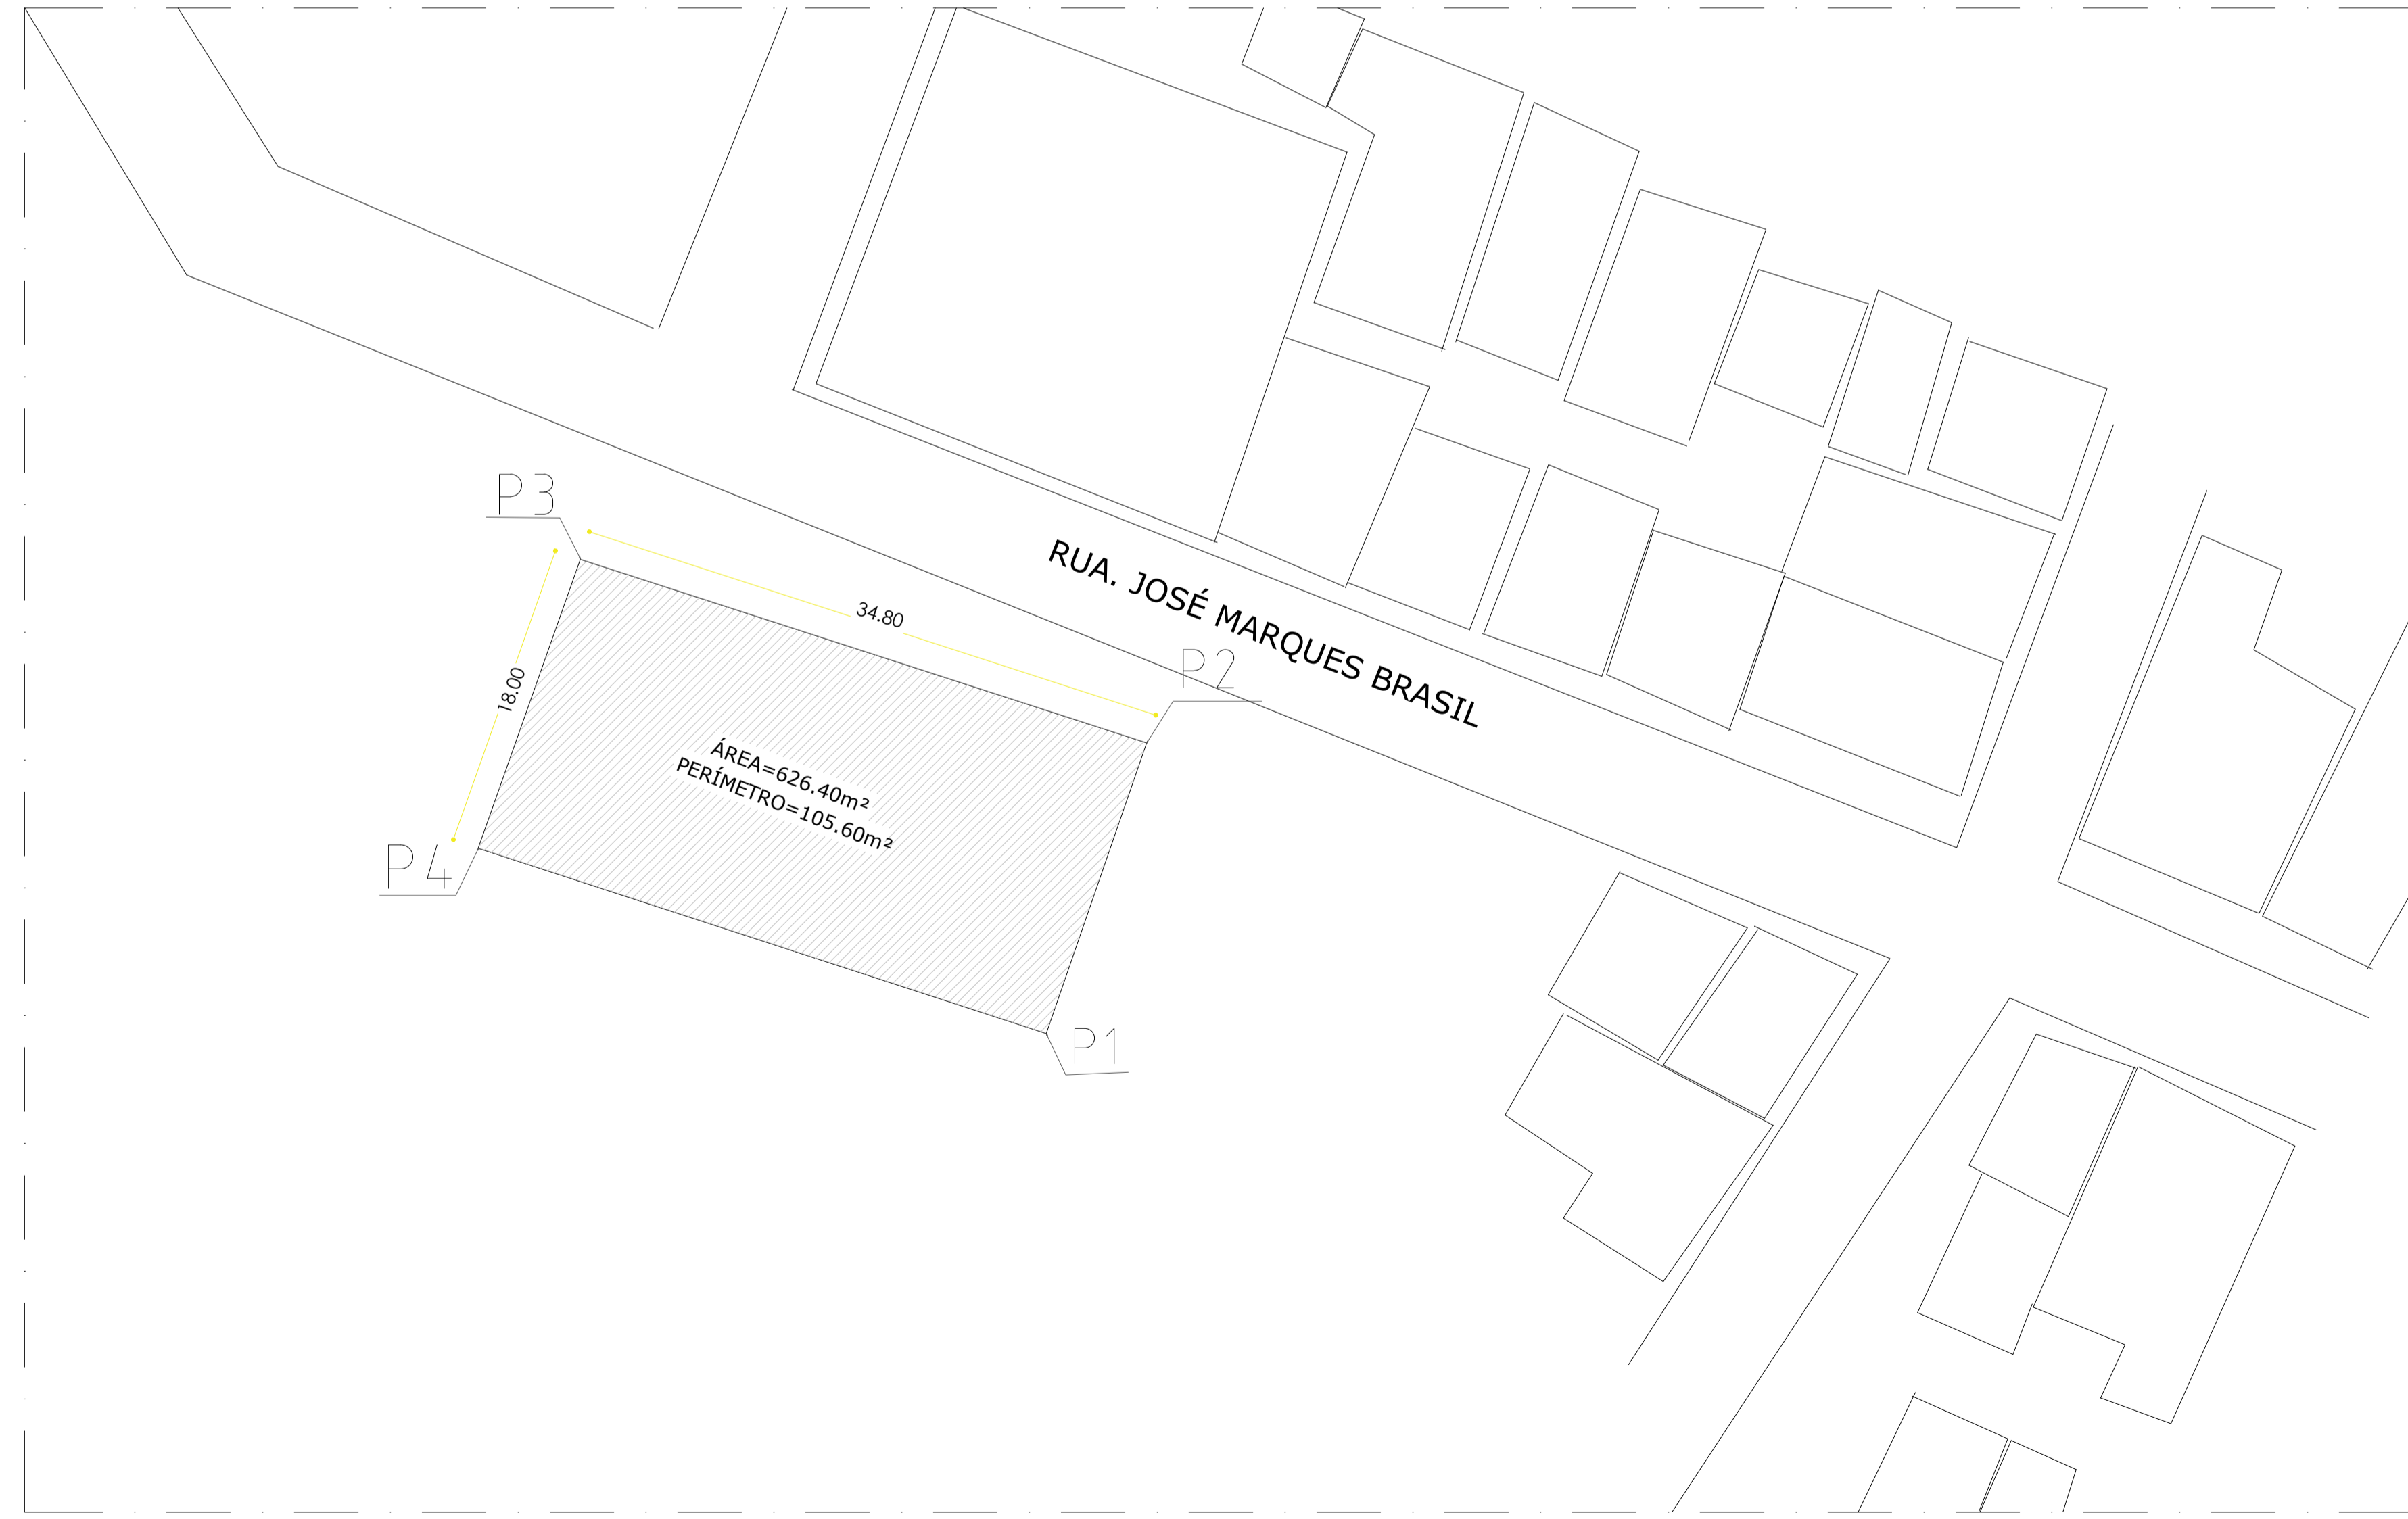 P3
34.80
RUA. JOSÉ MARQUES BRASIL
P2
18.00
ÁREA=626.40m²
PERÍMETRO=105.60m²
P4
P1